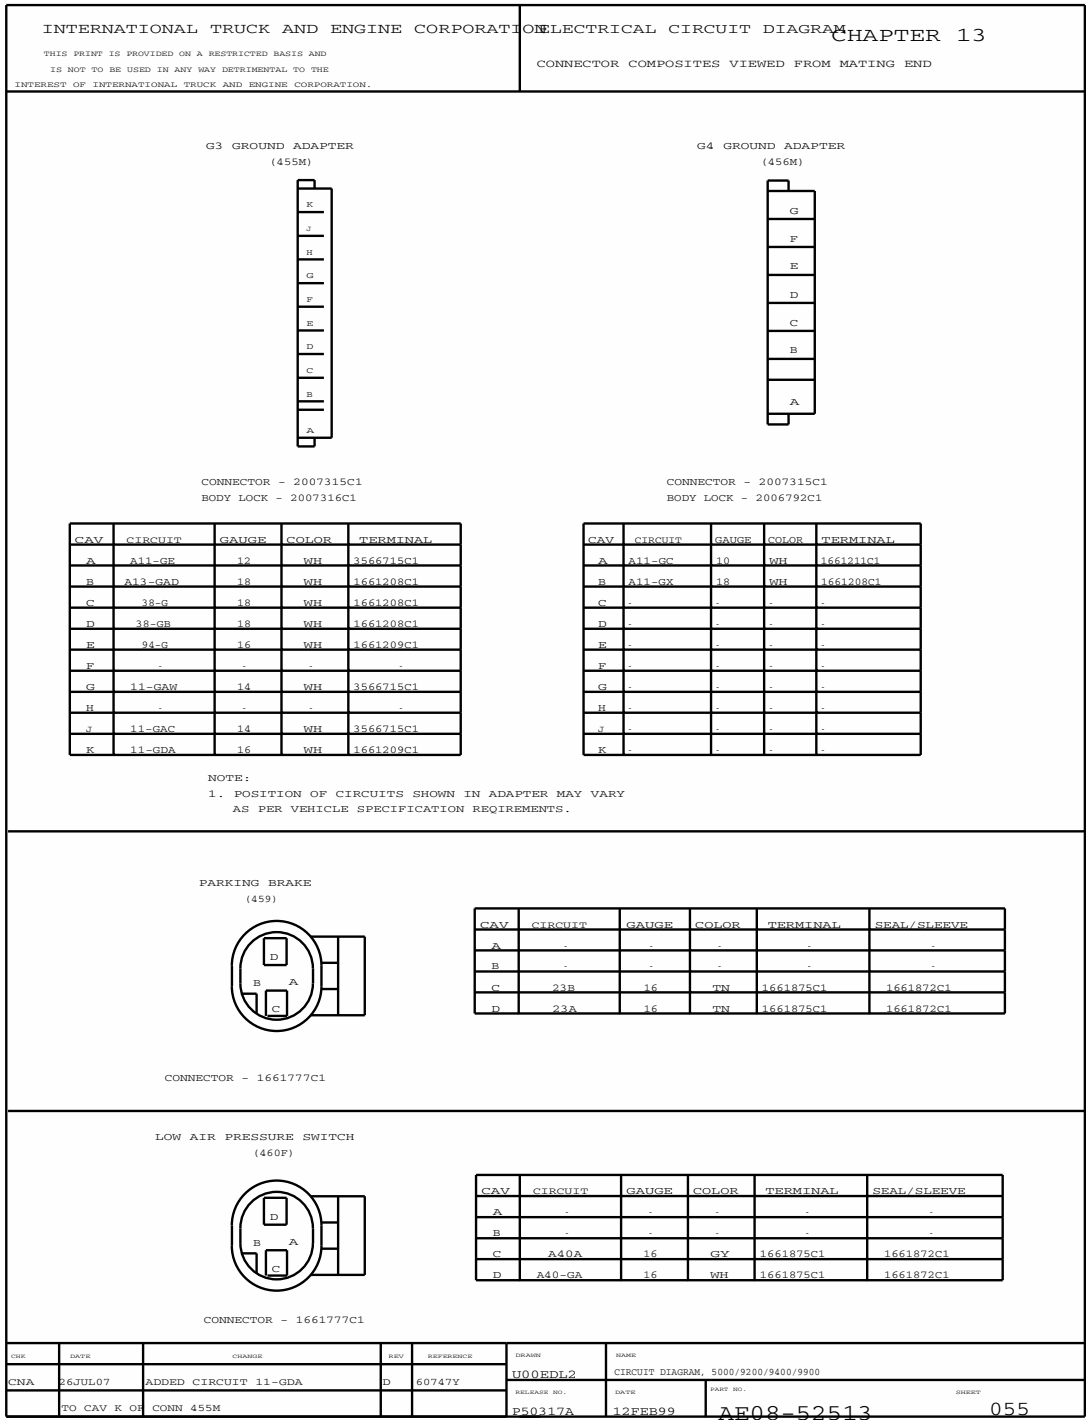 INTERNATIONAL TRUCK AND ENGINE CORPORATION
THIS PRINT IS PROVIDED ON A RESTRICTED BASIS AND
IS NOT TO BE USED IN ANY WAY DETRIMENTAL TO THE
INTEREST OF INTERNATIONAL TRUCK AND ENGINE CORPORATION.
ELECTRICAL CIRCUIT DIAGRAM
CHAPTER 13
CONNECTOR COMPOSITES VIEWED FROM MATING END
G3 GROUND ADAPTER
(455M)
K
J
H
G
F
E
D
C
B
A
CONNECTOR - 2007315C1
BODY LOCK - 2007316C1
CAV CIRCUIT GAUGE COLOR TERMINAL
A A11-GE 12 WH 3566715C1
B A13-GAD 18 WH 1661208C1
C 38-G 18 WH 1661208C1
D 38-GB 18 WH 1661208C1
E 94-G 16 WH 1661209C1
F - - - -
G 11-GAW 14 WH 3566715C1
H - - - -
J 11-GAC 14 WH 3566715C1
K 11-GDA 16 WH 1661209C1
G4 GROUND ADAPTER
(456M)
G
F
E
D
C
B
A
CONNECTOR - 2007315C1
BODY LOCK - 2006792C1
CAV CIRCUIT GAUGE COLOR TERMINAL
A A11-GC 10 WH 1661211C1
B A11-GX 18 WH 1661208C1
C - - - -
D - - - -
E - - - -
F - - - -
G - - - -
H - - - -
J - - - -
K - - - -
NOTE:
1. POSITION OF CIRCUITS SHOWN IN ADAPTER MAY VARY
AS PER VEHICLE SPECIFICATION REQIREMENTS.
PARKING BRAKE
(459)
D
B A
C
CONNECTOR - 1661777C1
CAV CIRCUIT GAUGE COLOR TERMINAL SEAL/SLEEVE
A - - - - -
B - - - - -
C 23B 16 TN 1661875C1 1661872C1
D 23A 16 TN 1661875C1 1661872C1
LOW AIR PRESSURE SWITCH
(460F)
D
B A
C
CONNECTOR - 1661777C1
CAV CIRCUIT GAUGE COLOR TERMINAL SEAL/SLEEVE
A - - - - -
B - - - - -
C A40A 16 GY 1661875C1 1661872C1
D A40-GA 16 WH 1661875C1 1661872C1
CHK DATE CHANGE REV REFERENCE
CNA 26JUL07 ADDED CIRCUIT 11-GDA D 60747Y
TO CAV K OF CONN 455M
DRAWN
U00EDL2
NAME
CIRCUIT DIAGRAM, 5000/9200/9400/9900
RELEASE NO.
P50317A
DATE
12FEB99
PART NO.
AE08-52513
SHEET
055